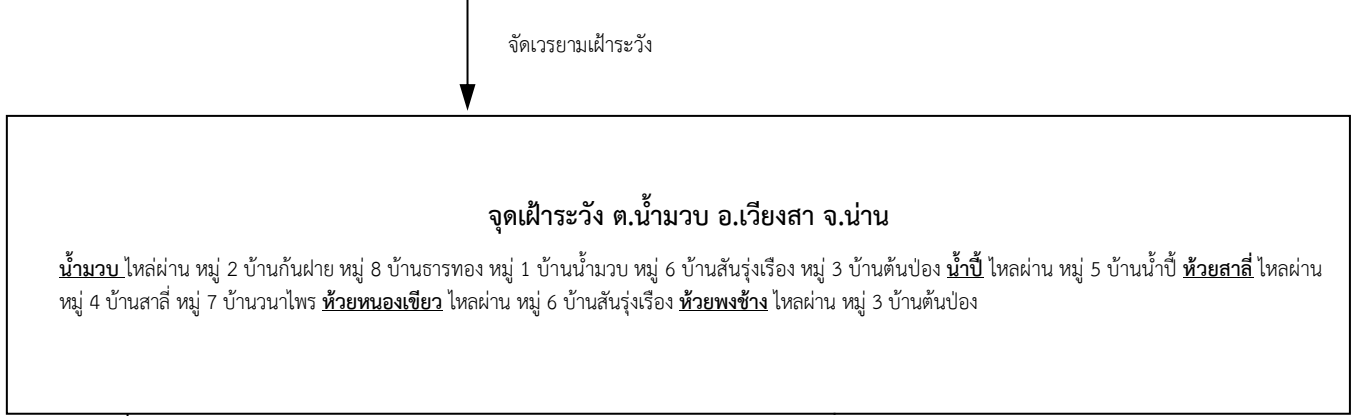 จัดเวรยามเฝ้าระวัง
จุดเฝ้าระวัง ต.น้ำมวบ อ.เวียงสา จ.น่าน
น้ำมวบ ไหล่ผ่าน หมู่ 2 บ้านก้นฝาย หมู่ 8 บ้านธารทอง หมู่ 1 บ้านน้ำมวบ หมู่ 6 บ้านสันรุ่งเรือง หมู่ 3 บ้านต้นป่อง น้ำปี้ ไหลผ่าน หมู่ 5 บ้านน้ำปี้ ห้วยสาลี่ ไหลผ่าน
หมู่ 4 บ้านสาลี่ หมู่ 7 บ้านวนาไพร ห้วยหนองเขียว ไหลผ่าน หมู่ 6 บ้านสันรุ่งเรือง ห้วยพงช้าง ไหลผ่าน หมู่ 3 บ้านต้นป่อง